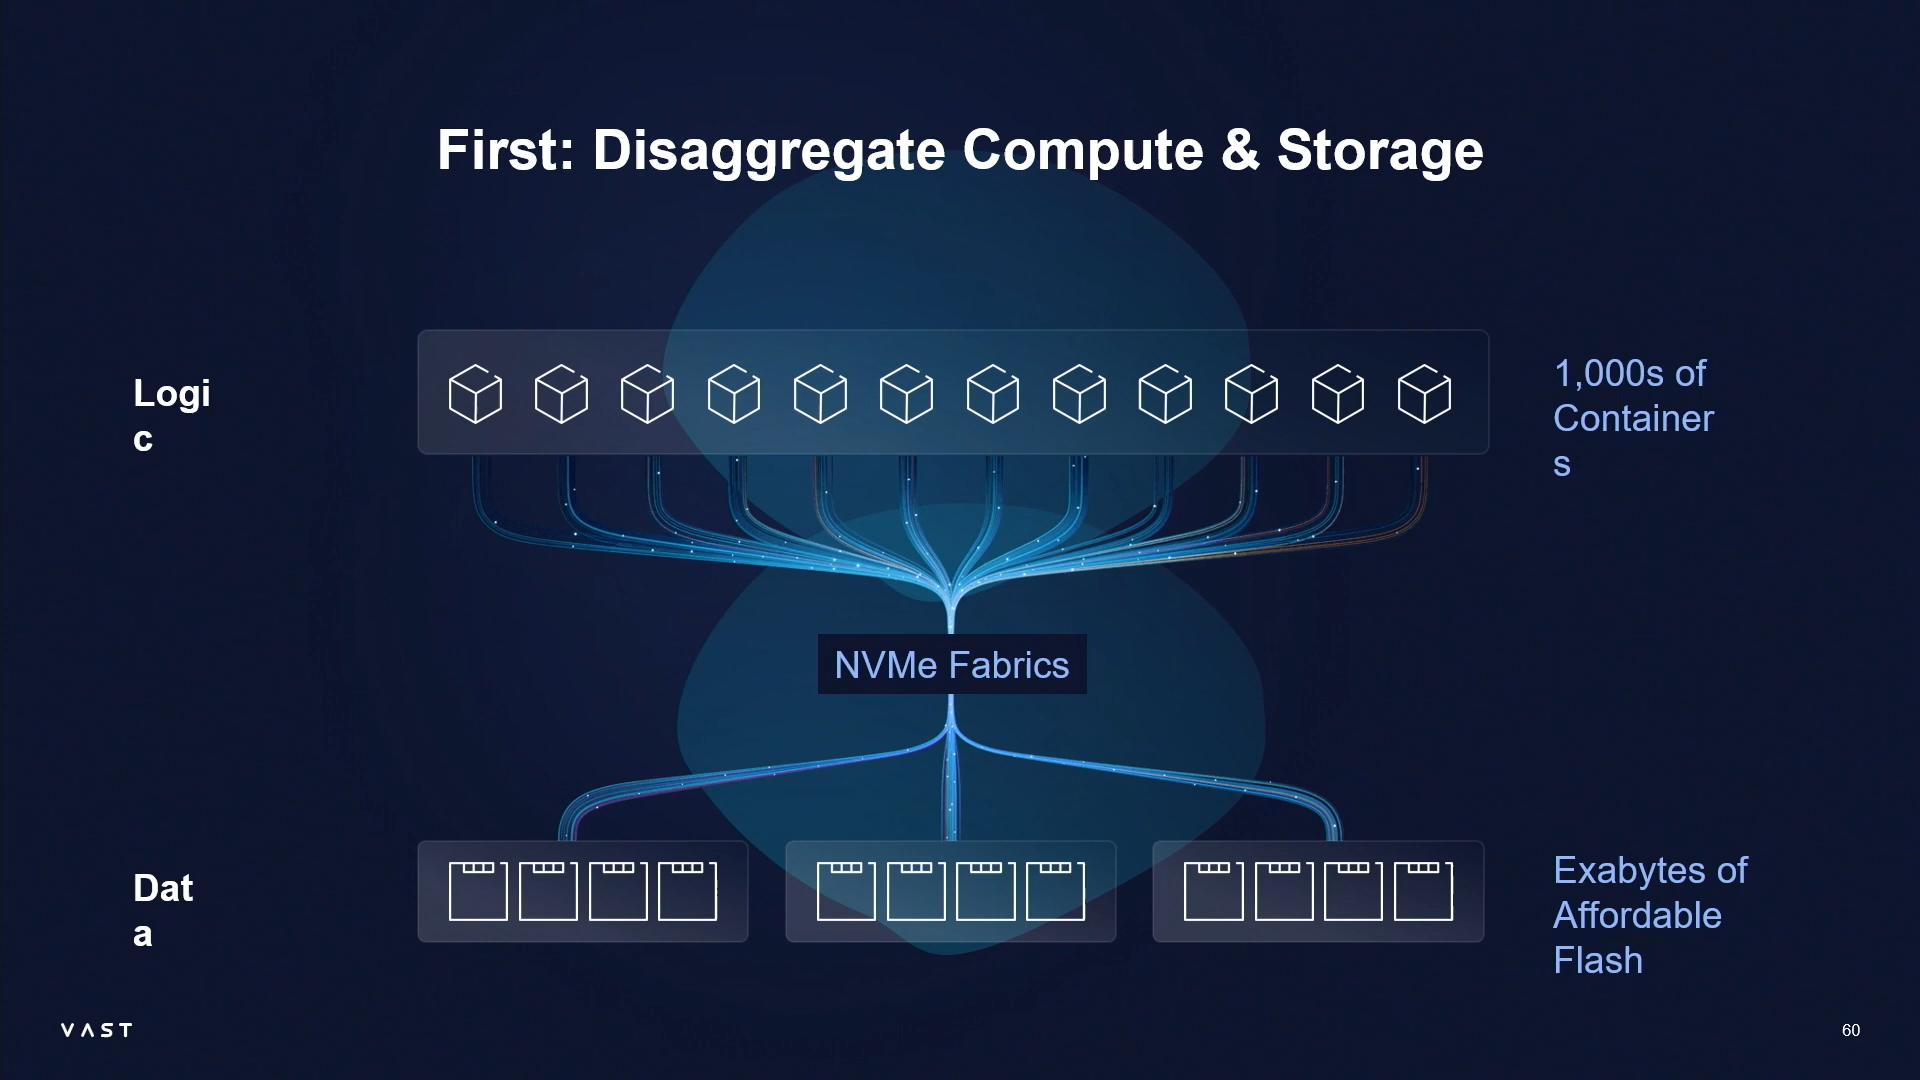 First: Disaggregate Compute & Storage
Logi
c
1,000s of
Container
s
NVMe Fabrics
Dat
a
Exabytes of
Affordable
Flash
VAST
60